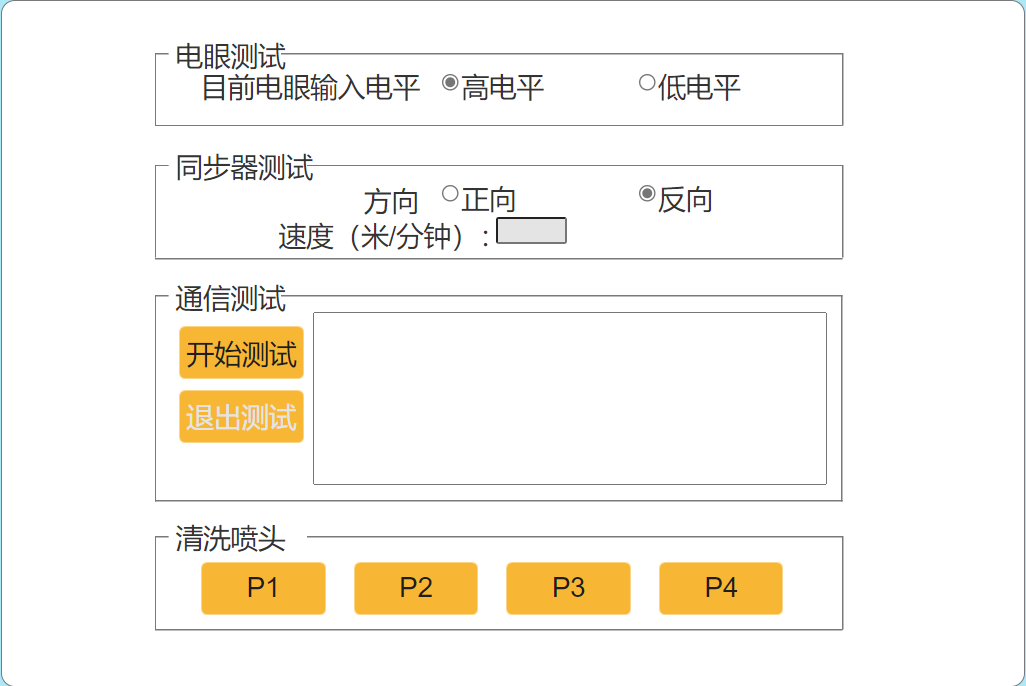 电眼测试
目前电眼输入电平 高电平 低电平
同步器测试
方向 正向 反向
速度（米/分钟）:
通信测试
开始测试
退出测试
清洗喷头
P1 P2 P3 P4